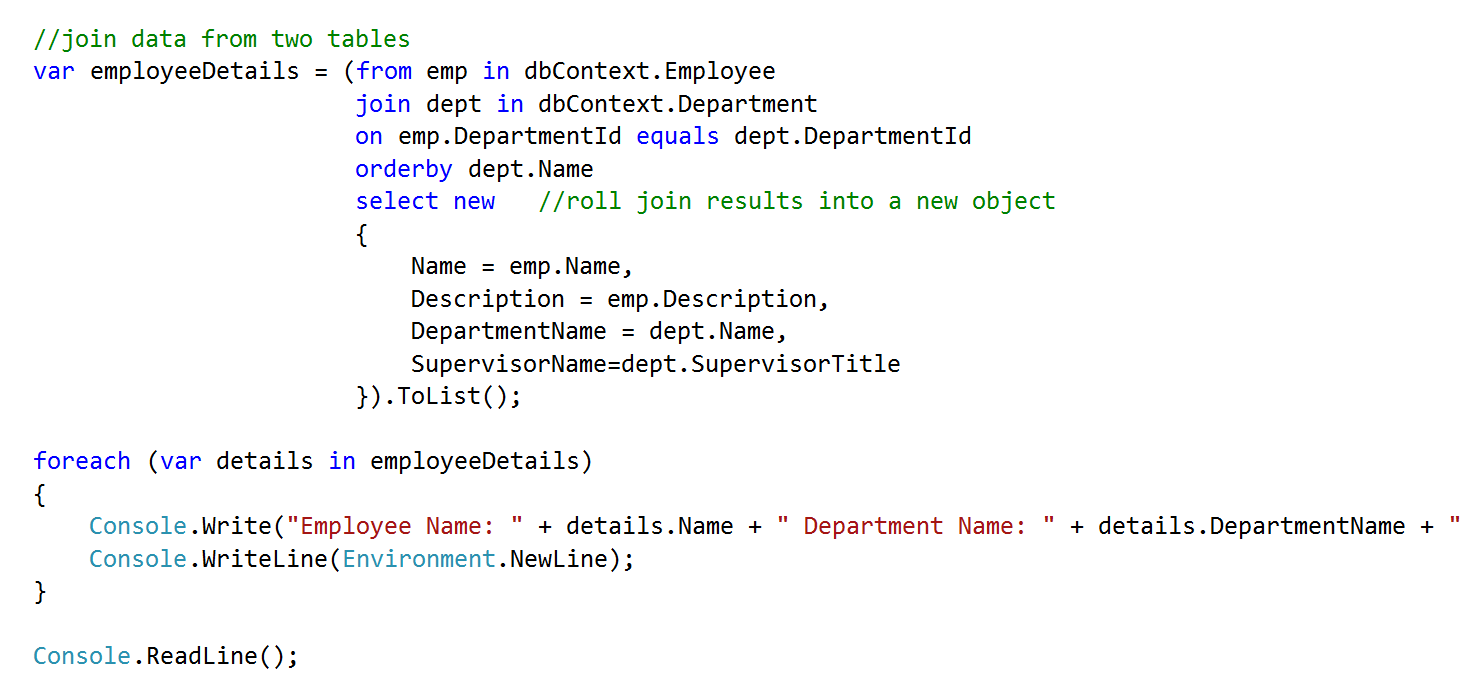 //join data from two tables
var employeeDetails = (from emp in dbContext.Employee
join dept in dbContext.Department
on emp.DepartmentId equals dept.DepartmentId
orderby dept.Name
select new   //roll join results into a new object
{
Name = emp.Name,
Description = emp.Description,
DepartmentName = dept.Name,
SupervisorName=dept.SupervisorTitle
}).ToList();
foreach (var details in employeeDetails)
{
Console.Write("Employee Name: " + details.Name + " Department Name: " + details.DepartmentName + "
Console.WriteLine(Environment.NewLine);
}
Console.ReadLine();